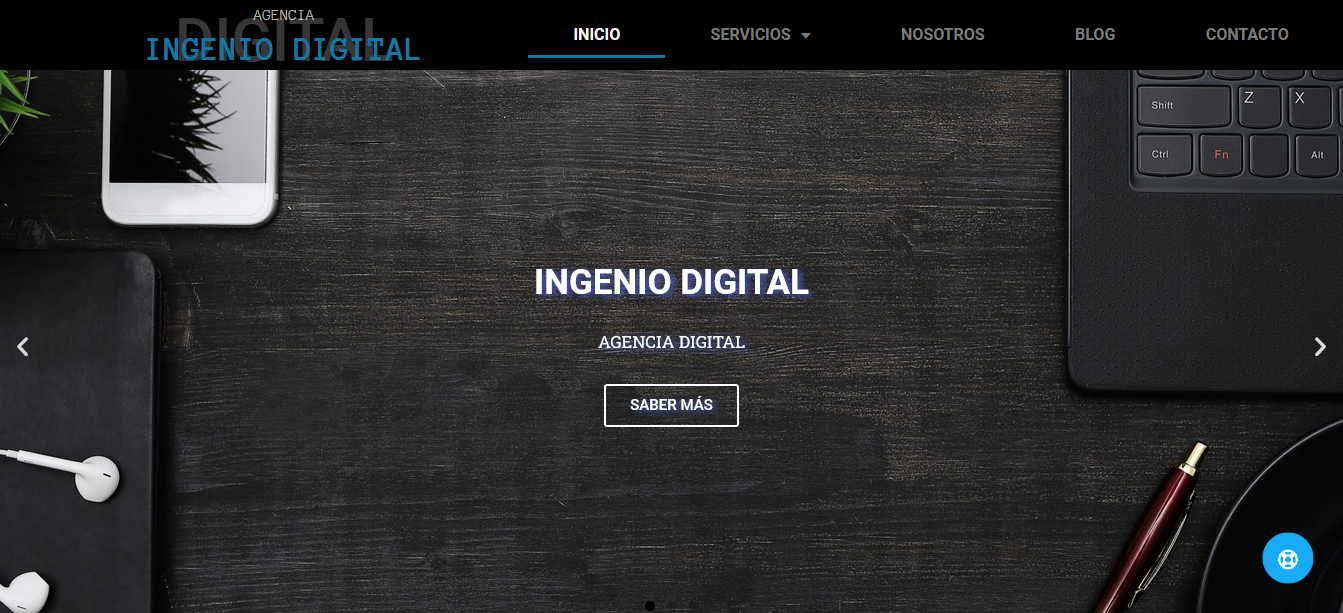 AGENCIA
DIGITAL
INGENIO DIGITAL
INICIO
SERVICIOS
NOSOTROS
BLOG
CONTACTO
Shift
Z
X
Ctrl
Fn
Alt
INGENIO DIGITAL
AGENCIA DIGITAL
SABER MÁS